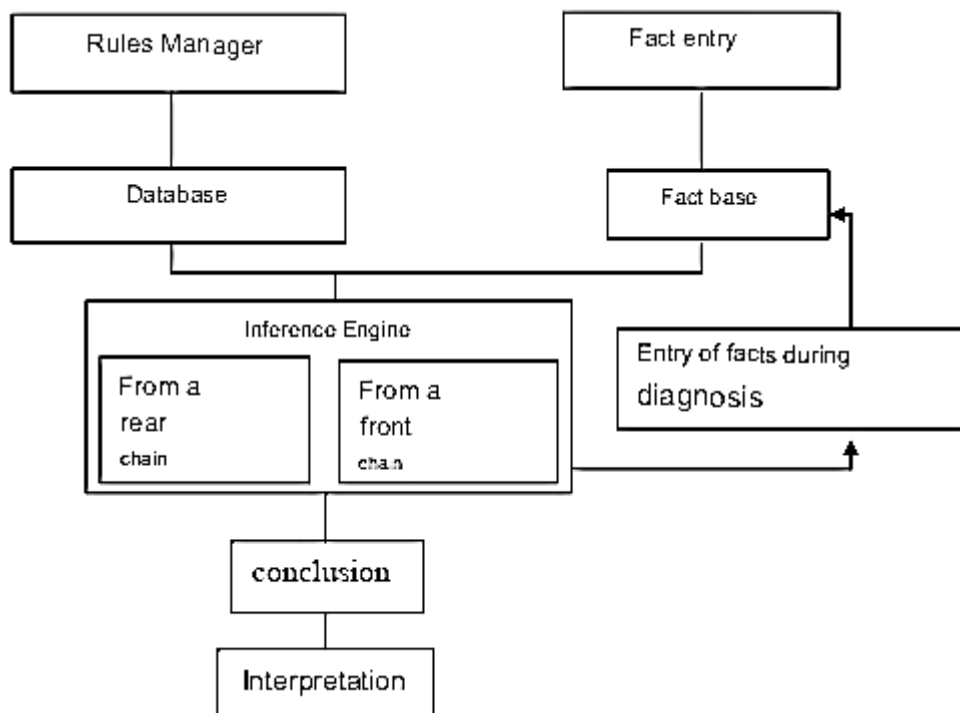 Rules Manager
Fact entry
Database
Fact base
Inference Engine
From a
rear
chain
From a
front
chain
Entry of facts during
diagnosis
conclusion
Interpretation